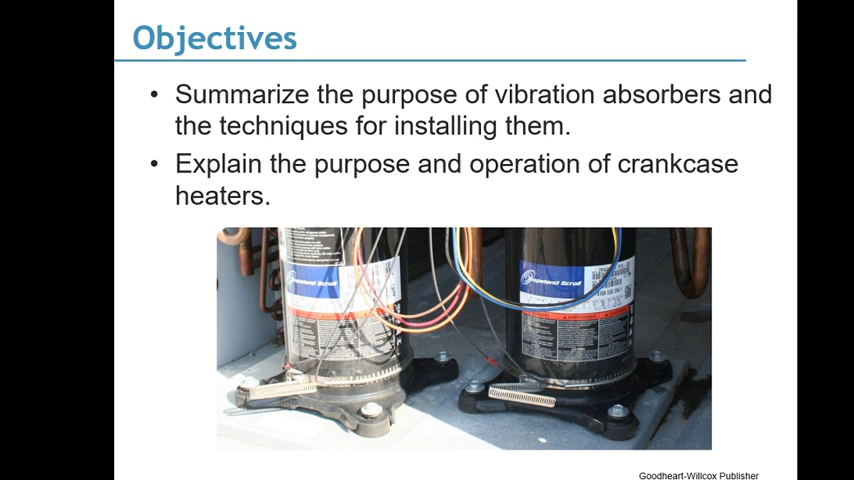 Objectives
• Summarize the purpose of vibration absorbers and
the techniques for installing them.
• Explain the purpose and operation of crankcase
heaters.
Copeland Scroll
Copeland Scroll
Goodheart-Willcox Publisher